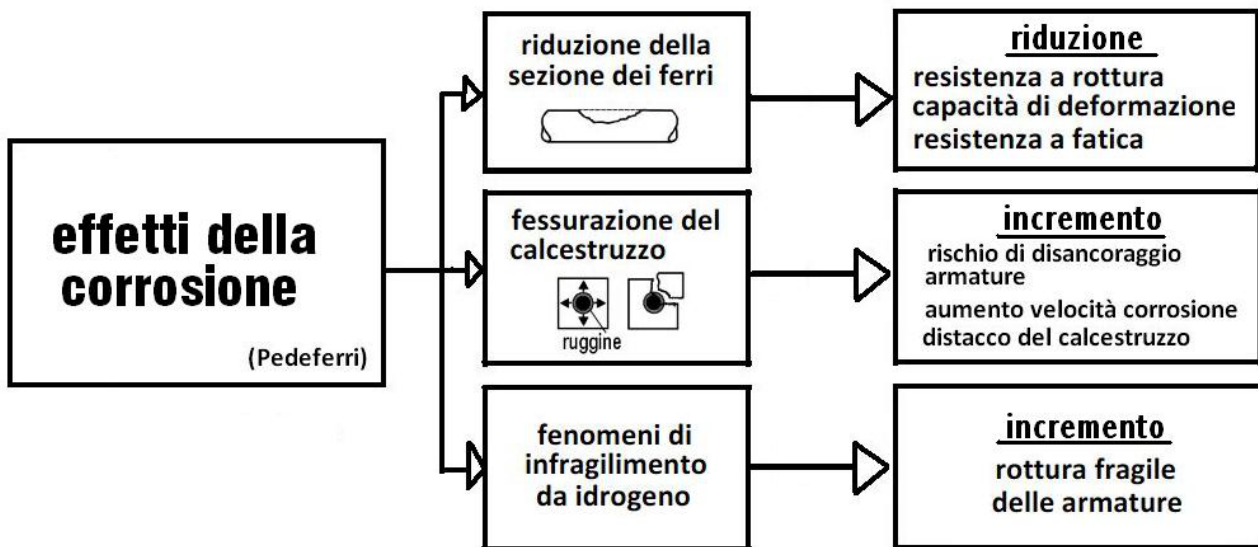 effetti della
corrosione
(Pedeferri)
riduzione della
sezione dei ferri
riduzione
resistenza a rottura
capacità di deformazione
resistenza a fatica
fessurazione del
calcestruzzo
ruggine
incremento
rischio di disancoraggio
armature
aumento velocità corrosione
distacco del calcestruzzo
fenomeni di
infragilimento
da idrogeno
incremento
rottura fragile
delle armature